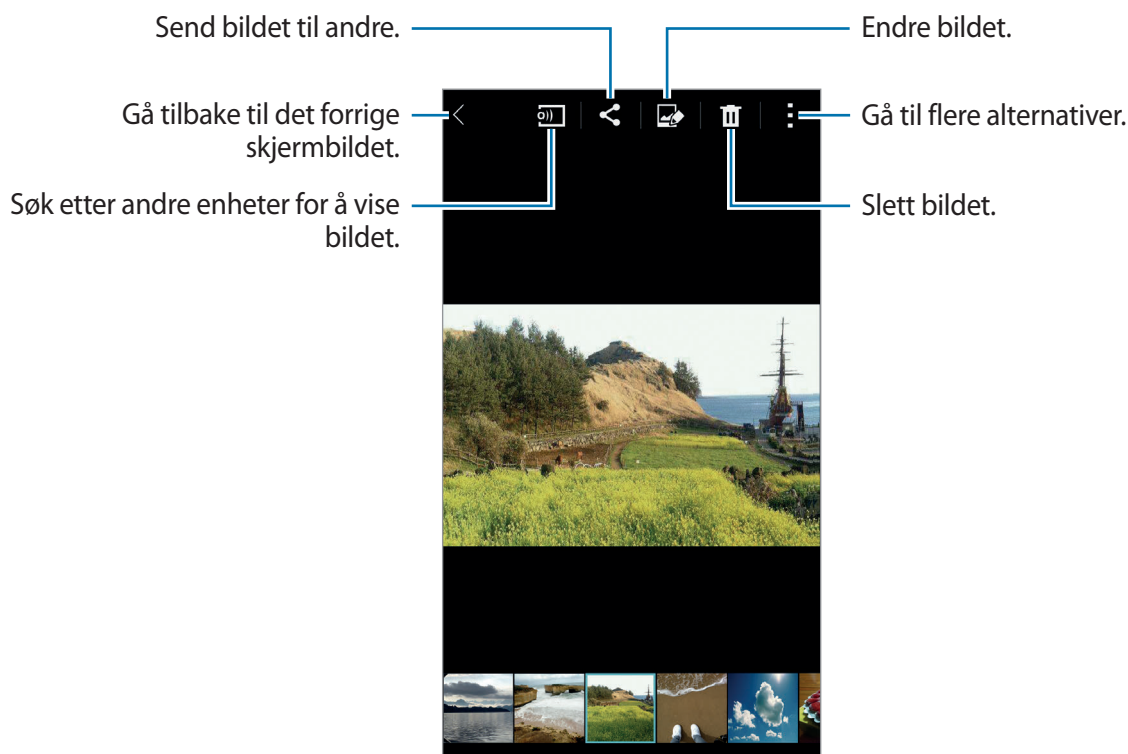 Send bildet til andre.
Endre bildet.
Gå tilbake til det forrige
skjermbildet.
Gå til flere alternativer.
Søk etter andre enheter for å vise
bildet.
Slett bildet.